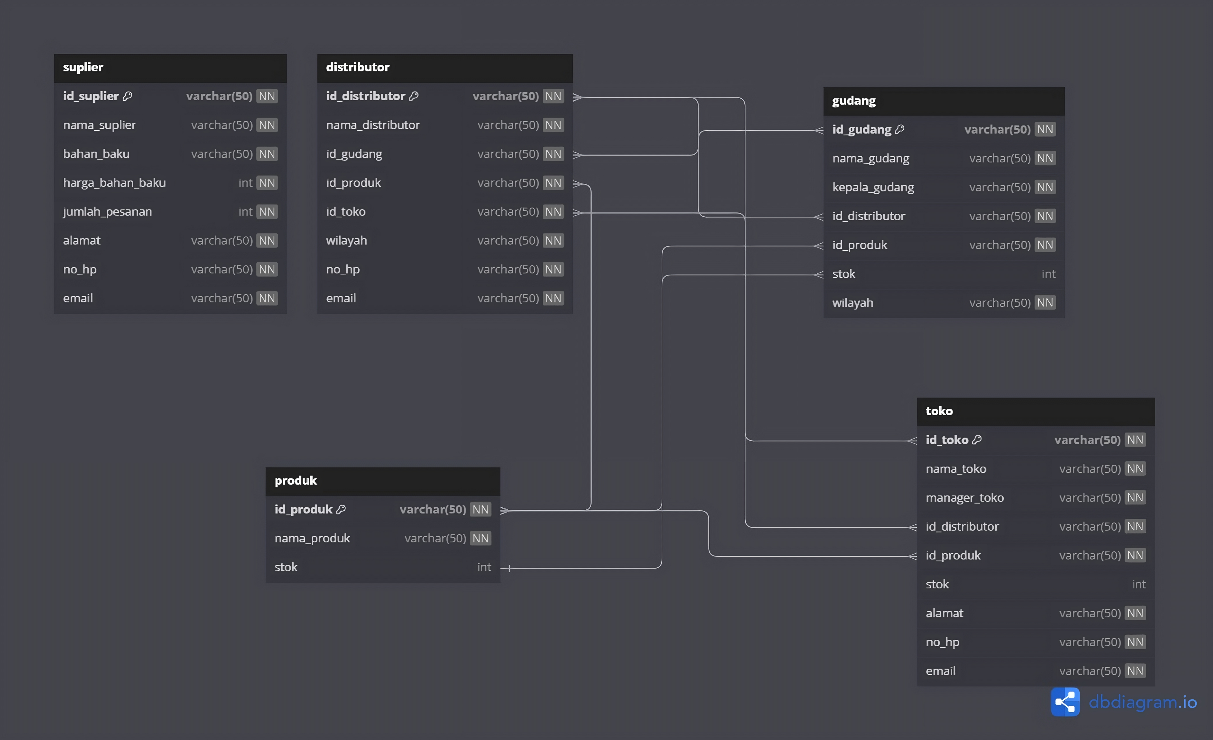 suplier
id_suplier varchar(50) NN
nama_suplier varchar(50) NN
bahan_baku varchar(50) NN
harga_bahan_baku int NN
jumlah_pesanan int NN
alamat varchar(50) NN
no_hp varchar(50) NN
email varchar(50) NN
distributor
id_distributor varchar(50) NN
nama_distributor varchar(50) NN
id_gudang varchar(50) NN
id_produk varchar(50) NN
id_toko varchar(50) NN
wilayah varchar(50) NN
no_hp varchar(50) NN
email varchar(50) NN
gudang
id_gudang varchar(50) NN
nama_gudang varchar(50) NN
kepala_gudang varchar(50) NN
id_distributor varchar(50) NN
id_produk varchar(50) NN
stok int
wilayah varchar(50) NN
produk
id_produk varchar(50) NN
nama_produk varchar(50) NN
stok int
toko
id_toko varchar(50) NN
nama_toko varchar(50) NN
manager_toko varchar(50) NN
id_distributor varchar(50) NN
id_produk varchar(50) NN
stok int
alamat varchar(50) NN
no_hp varchar(50) NN
email varchar(50) NN
dbdiagram.io